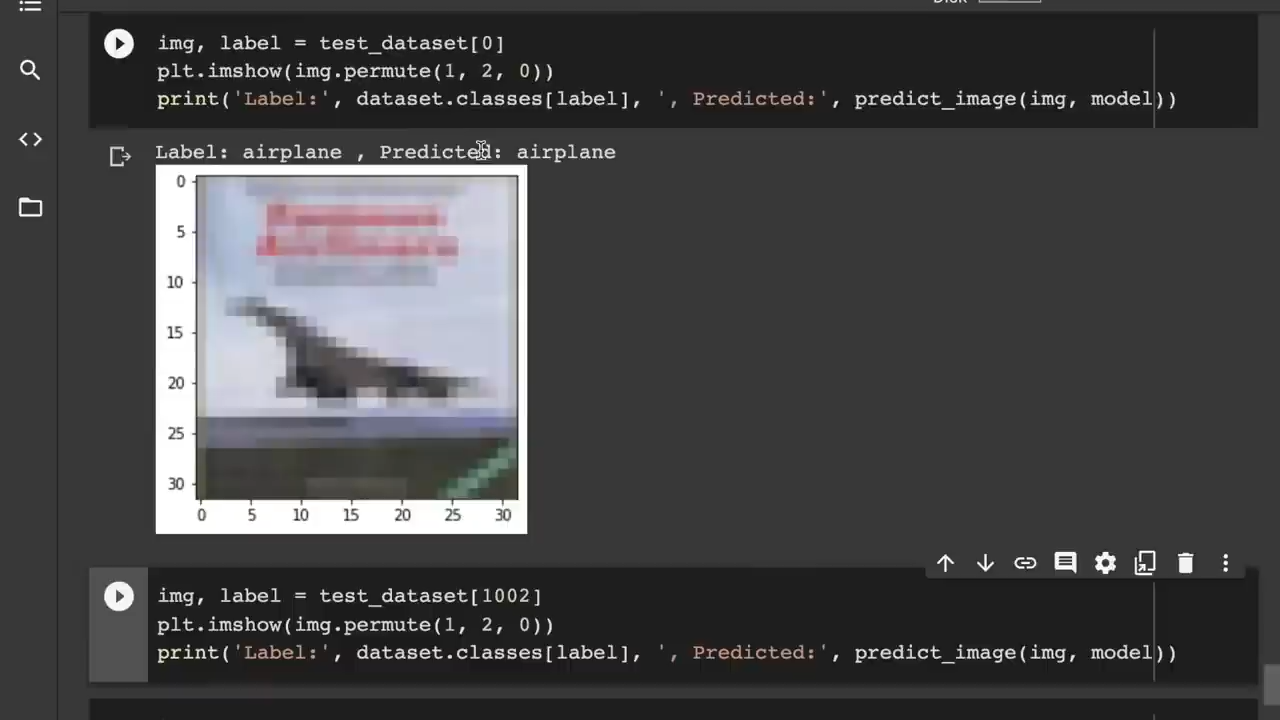 Disk
img, label = test_dataset[0]
plt.imshow(img.permute(1, 2, 0))
print('Label:', dataset.classes[label], ', Predicted:', predict_image(img, model))
Label: airplane , Predicted: airplane
0
5
10
15
20
25
30
0 5 10 15 20 25 30
img, label = test_dataset[1002]
plt.imshow(img.permute(1, 2, 0))
print('Label:', dataset.classes[label], ', Predicted:', predict_image(img, model))